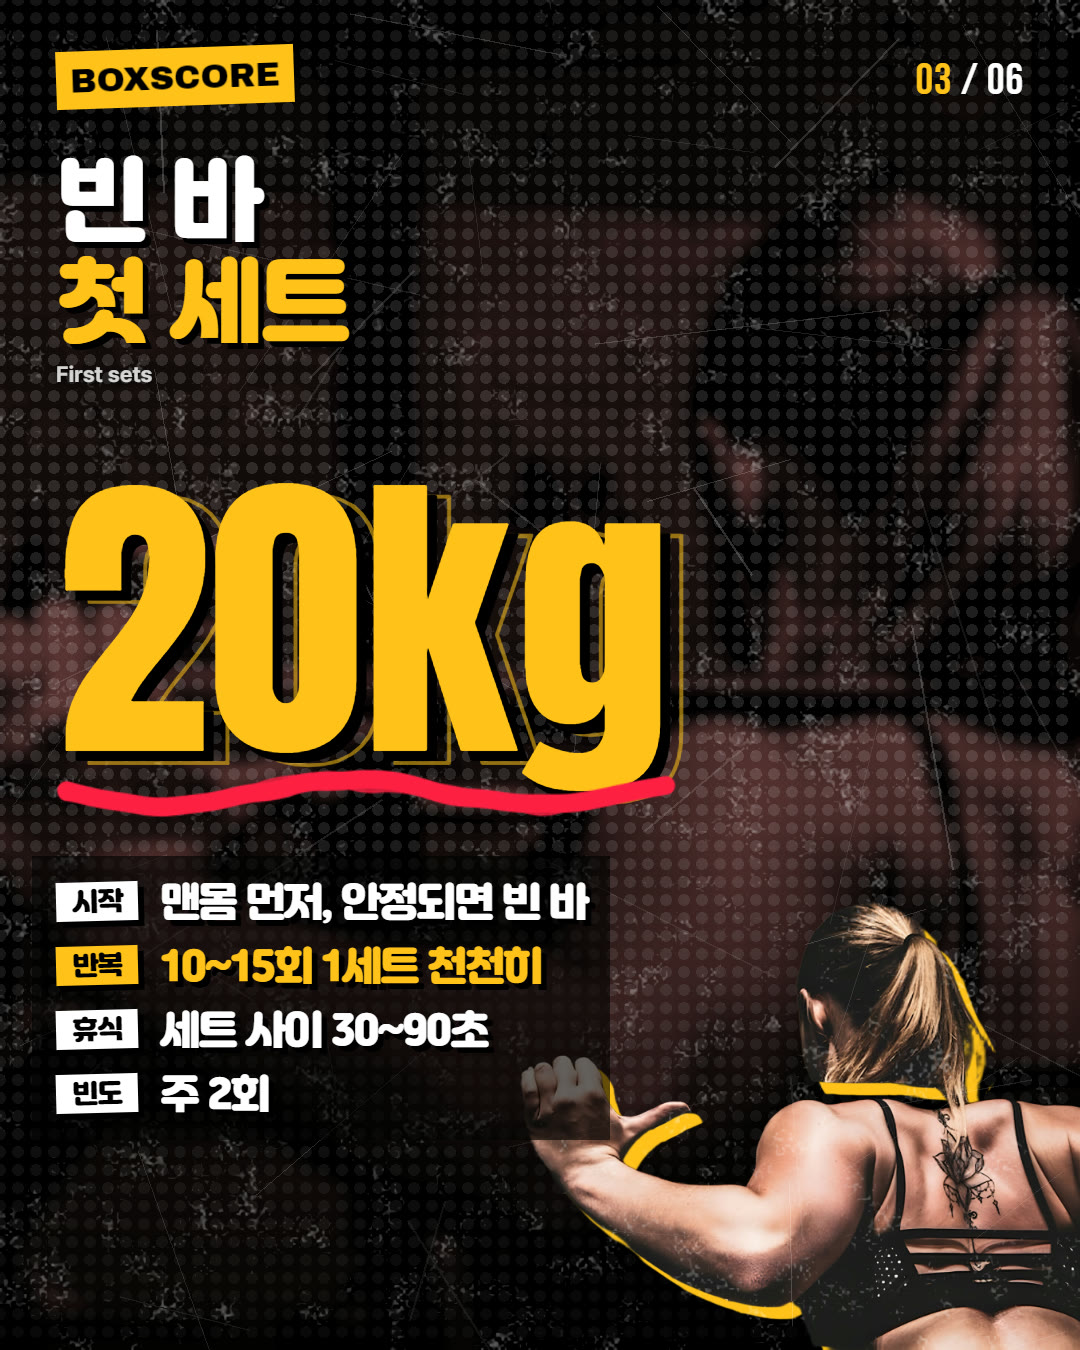 BOXSCORE
03 / 06
빈 바
첫 세트
First sets
20kg
시작 맨몸 먼저, 안정되면 빈 바
반복 10~15회 1세트 천천히
휴식 세트 사이 30~90초
빈도 주 2회